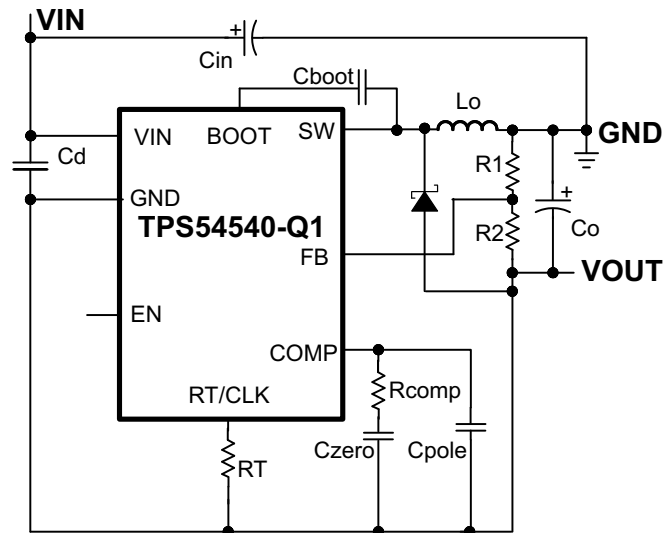 VIN
Cin
Cboot
Lo
VIN
BOOT
SW
GND
Cd
R1
GND
TPS54540-Q1
R2
Co
FB
VOUT
EN
COMP
RT/CLK
Rcomp
RT
Czero
Cpole